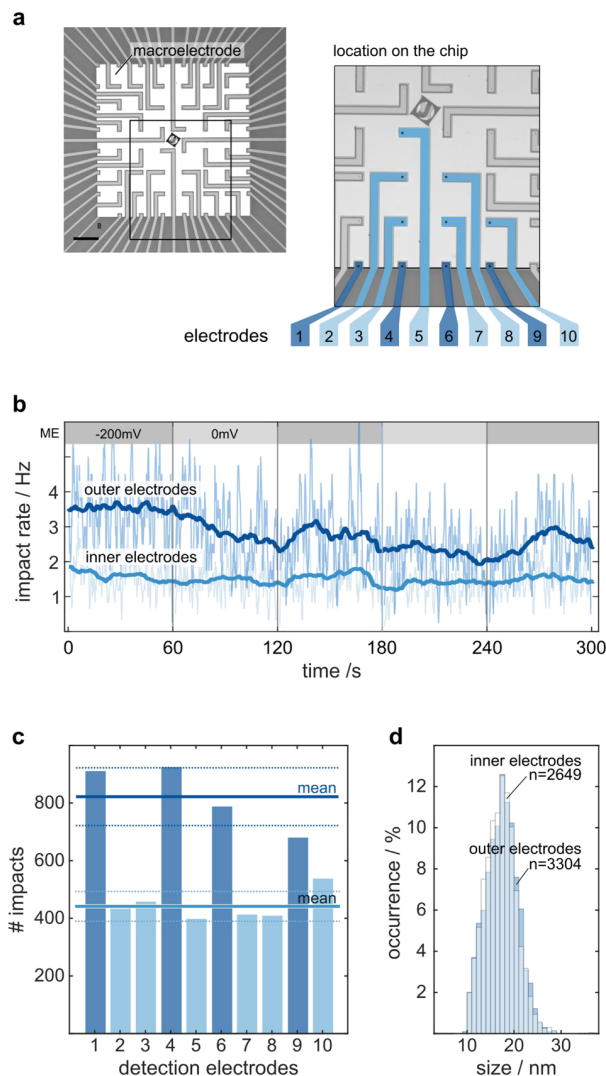 a
macroelectrode
location on the chip
electrodes
1 2 3 4 5 6 7 8 9 10
b
ME -200mV 0mV
impact rate / Hz
4
3
2
1
outer electrodes
inner electrodes
0 60 120 180 240 300
time /s
c
# impacts
800
600
400
200
mean
mean
1 2 3 4 5 6 7 8 9 10
detection electrodes
d
occurrence / %
12
10
8
6
4
2
inner electrodes
n=2649
outer electrodes
n=3304
10 20 30
size / nm